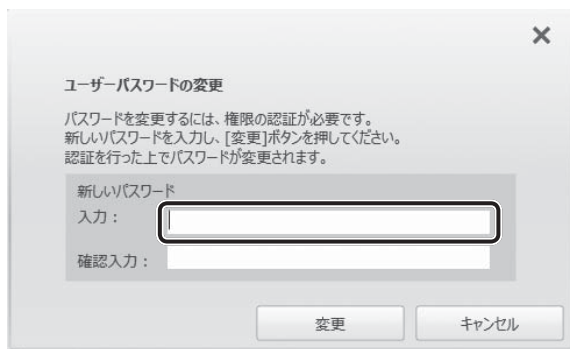 ユーザーパスワードの変更
パスワードを変更するには、権限の認証が必要です。
新しいパスワードを入力し、[変更]ボタンを押してください。
認証を行った上でパスワードが変更されます。
新しいパスワード
入力：
確認入力：
変更 キャンセル